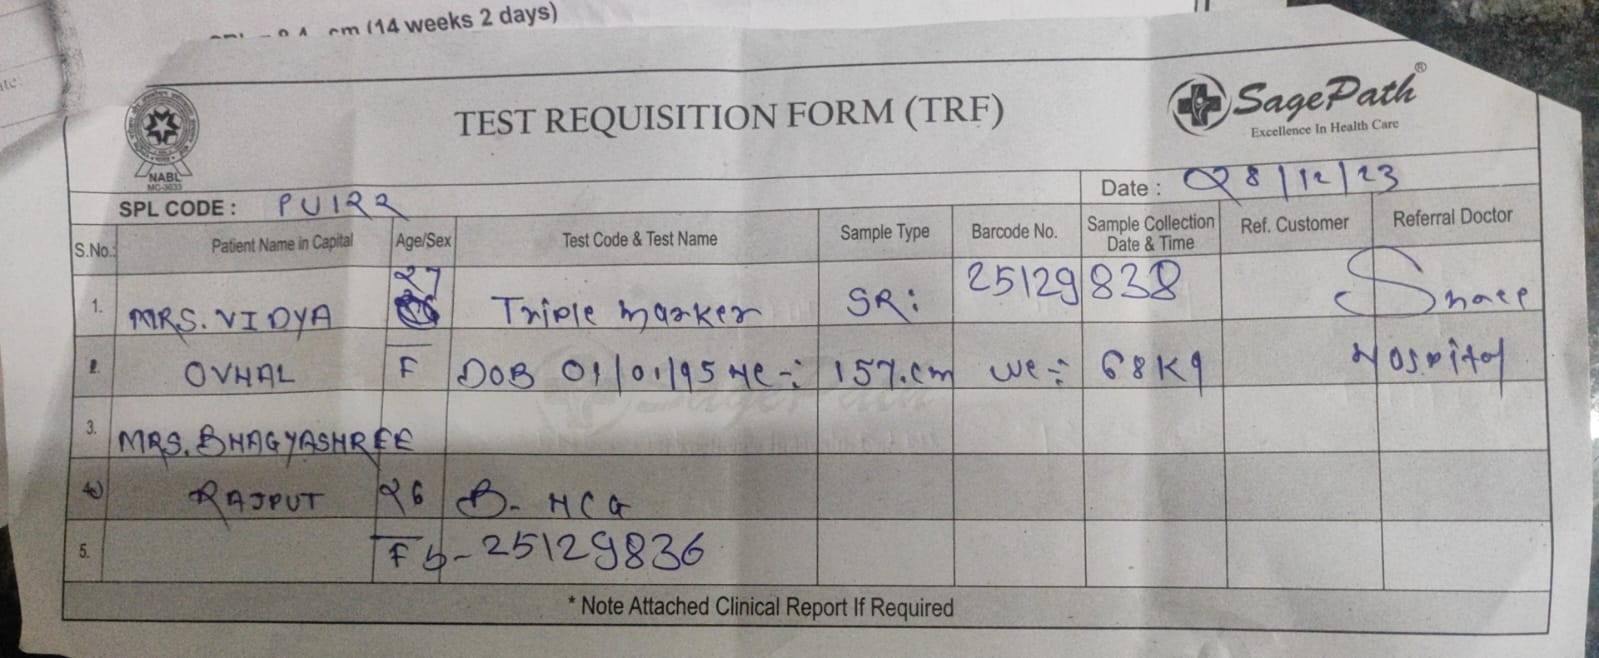 cm (14 weeks 2 days)
NABL
MC-3633
TEST REQUISITION FORM (TRF)
SagePath®
Excellence In Health Care
SPL CODE : PU122
Date : 28/12/23
S.No.: Patient Name in Capital Age/Sex Test Code & Test Name Sample Type Barcode No. Sample Collection Date & Time Ref. Customer Referral Doctor
27
1. MRS. VIDYA Triple Marker SR: 25129838
2. OVHAL F DOB 01/01/95 157.cm 68Kg Hospital
3. MRS. BHAGYASHREE
4. RAJPUT 26 B. HCG
5. F b-25129836
* Note Attached Clinical Report If Required